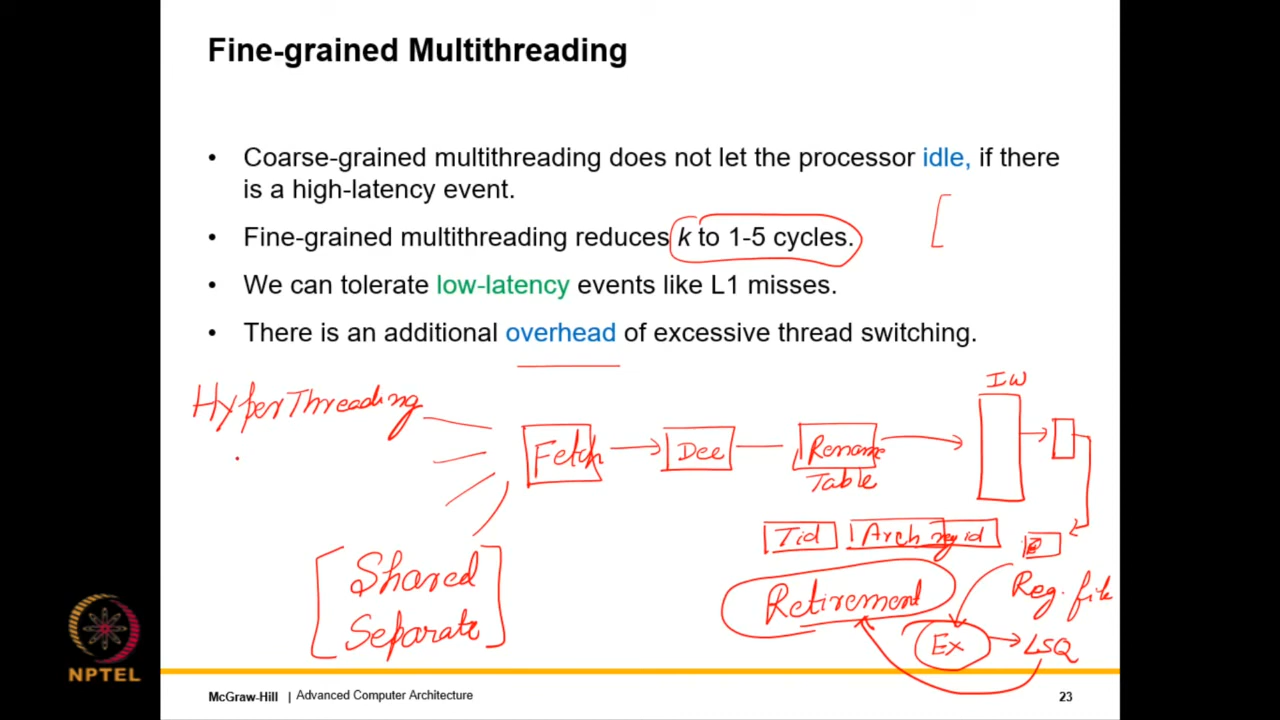 Fine-grained Multithreading
• Coarse-grained multithreading does not let the processor idle, if there
is a high-latency event.
• Fine-grained multithreading reduces k to 1-5 cycles.
• We can tolerate low-latency events like L1 misses.
• There is an additional overhead of excessive thread switching.
IW
HyperThreading
Fetch
Dec
Rename
Table
Tid
Arch reg id
Shared
Separate
Retirement
Reg. file
Ex
LSQ
NPTEL
McGraw-Hill | Advanced Computer Architecture
23